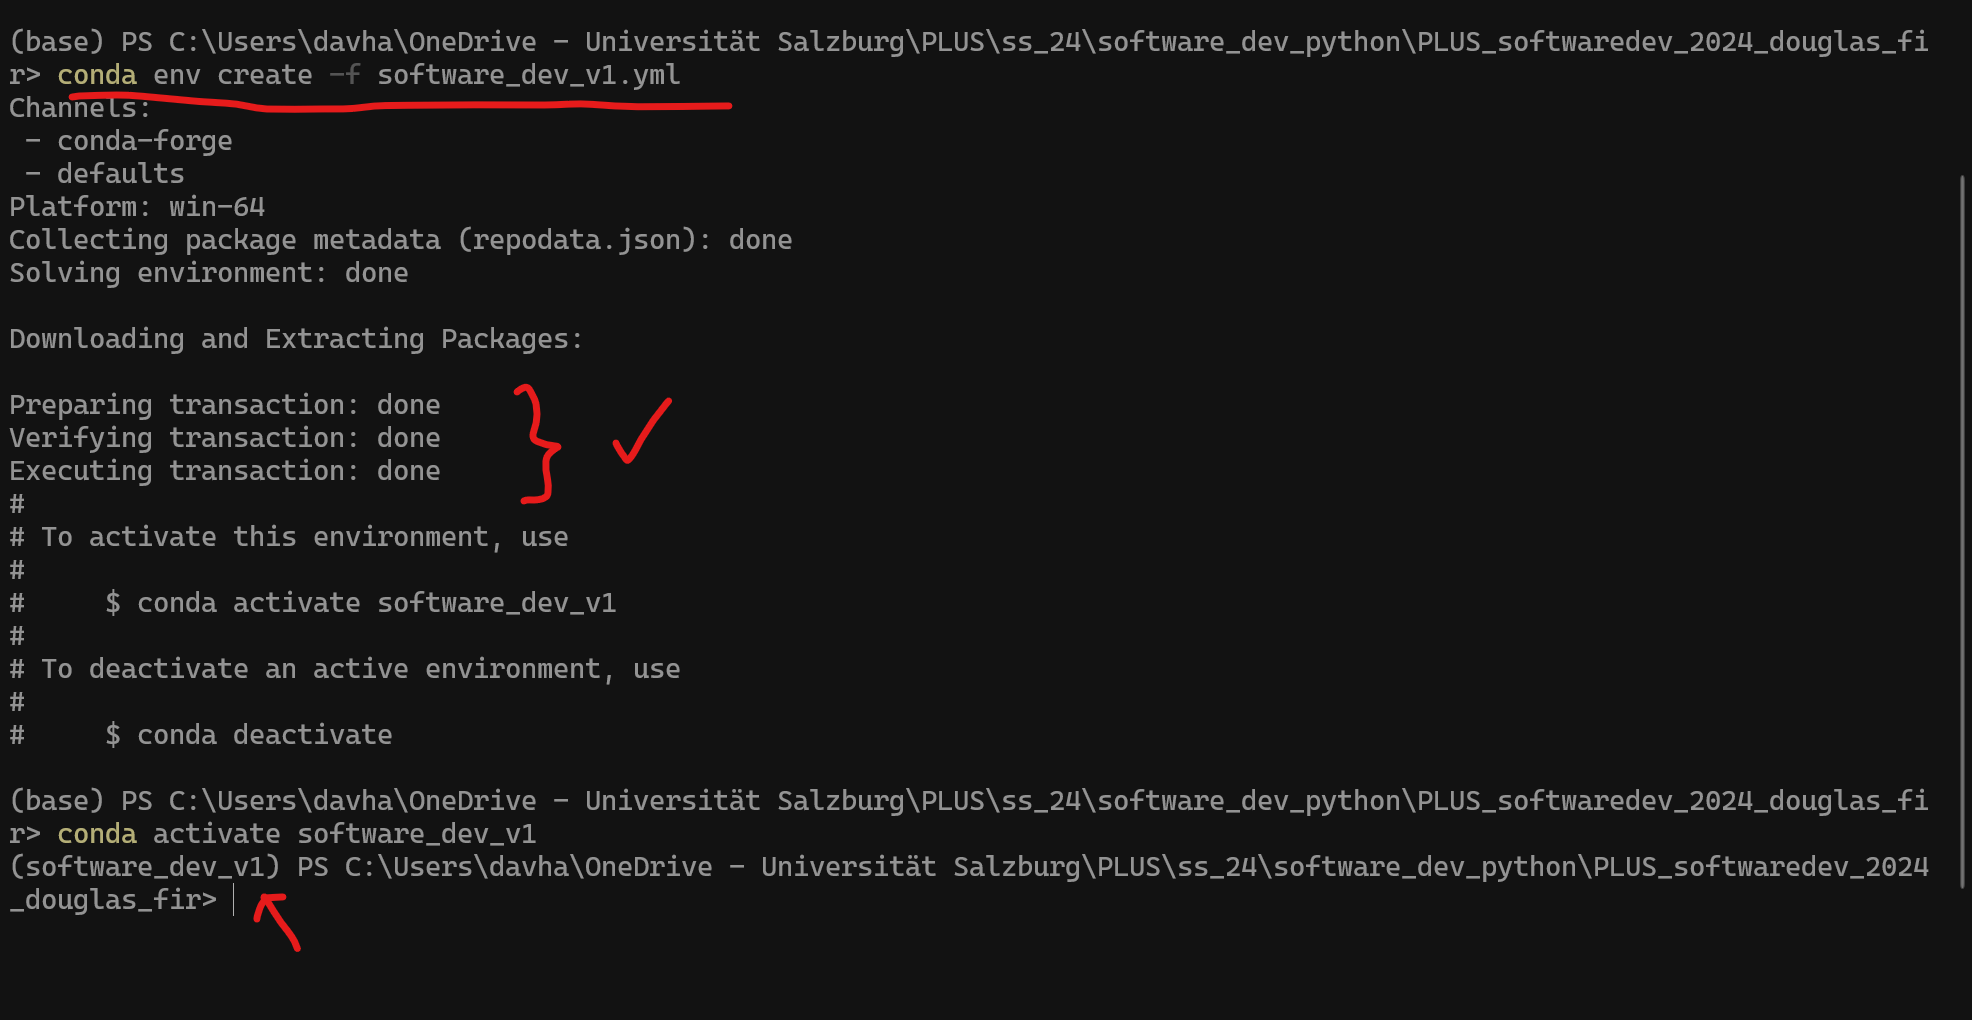 (base) PS C:\Users\davha\OneDrive - Universität Salzburg\PLUS\ss_24\software_dev_python\PLUS_softwaredev_2024_douglas_fi
r> conda env create -f software_dev_v1.yml
Channels:
 - conda-forge
 - defaults
Platform: win-64
Collecting package metadata (repodata.json): done
Solving environment: done
Downloading and Extracting Packages:
Preparing transaction: done
Verifying transaction: done
Executing transaction: done
#
# To activate this environment, use
#
#     $ conda activate software_dev_v1
#
# To deactivate an active environment, use
#
#     $ conda deactivate
(base) PS C:\Users\davha\OneDrive - Universität Salzburg\PLUS\ss_24\software_dev_python\PLUS_softwaredev_2024_douglas_fi
r> conda activate software_dev_v1
(software_dev_v1) PS C:\Users\davha\OneDrive - Universität Salzburg\PLUS\ss_24\software_dev_python\PLUS_softwaredev_2024
_douglas_fir>